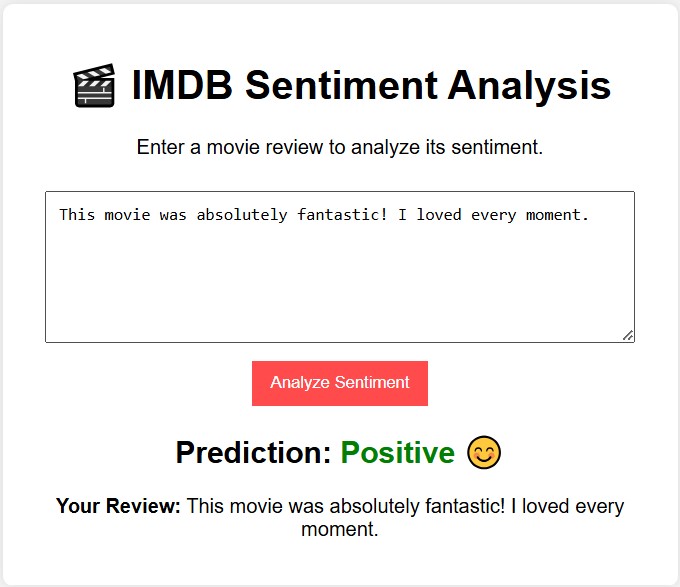 🎬 IMDB Sentiment Analysis
Enter a movie review to analyze its sentiment.
This movie was absolutely fantastic! I loved every moment.
Analyze Sentiment
Prediction: Positive 😊
Your Review: This movie was absolutely fantastic! I loved every
moment.